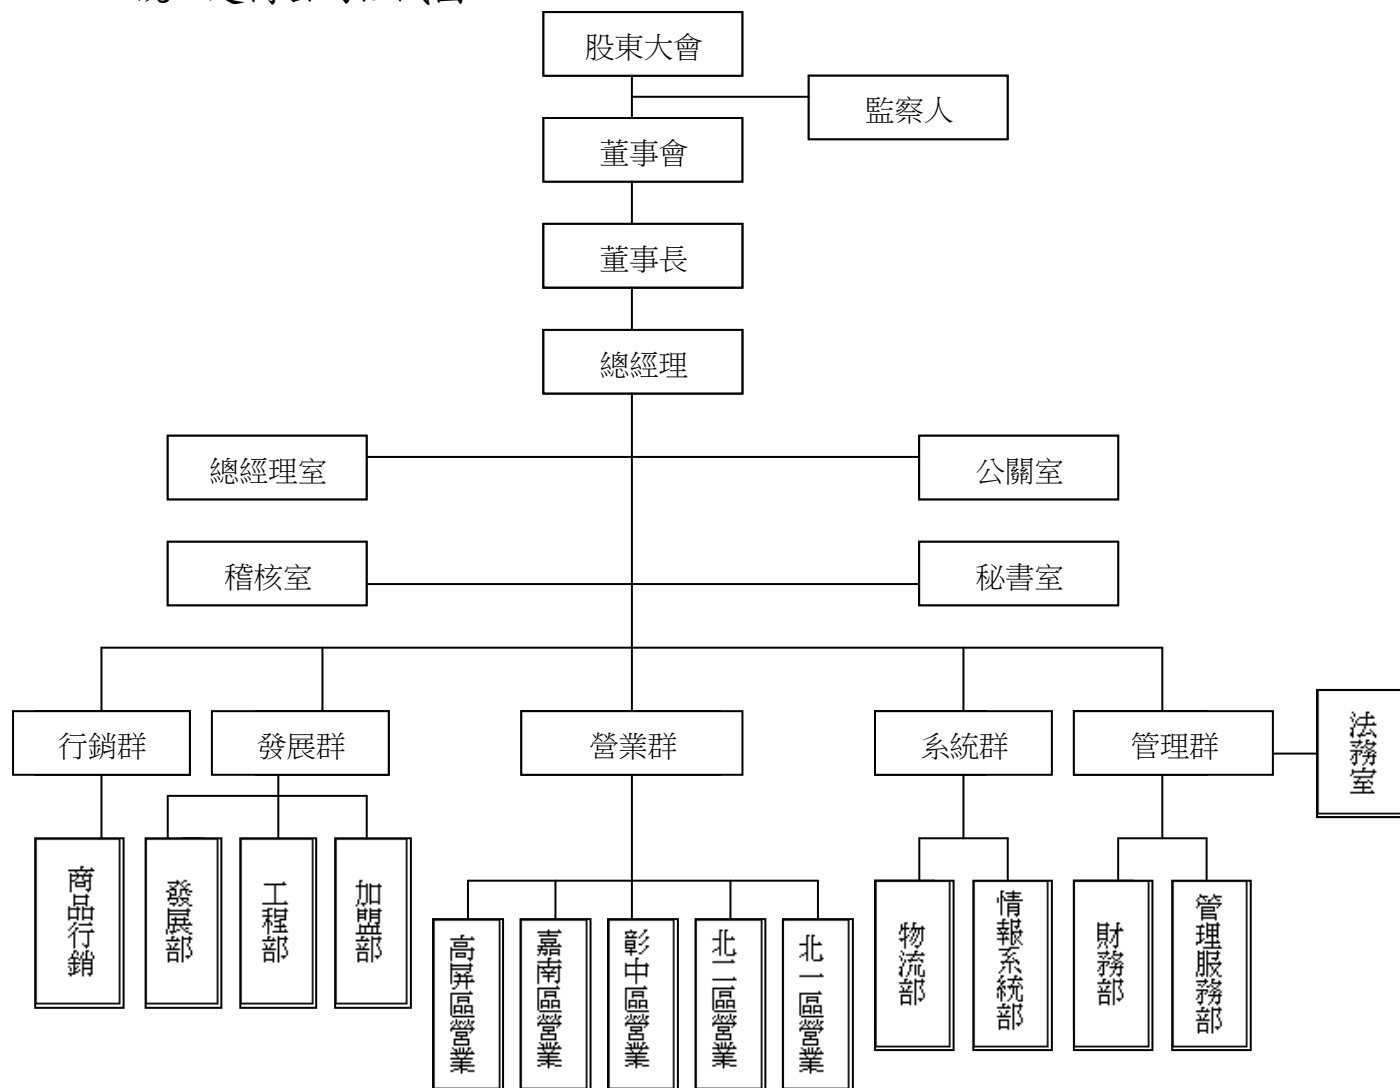 股東大會
監察人
董事會
董事長
總經理
總經理室
公關室
稽核室
秘書室
行銷群
發展群
營業群
系統群
管理群
法務室
商品行銷
發展部
工程部
加盟部
高屏區營業
嘉南區營業
彰中區營業
北二區營業
北一區營業
物流部
情報系統部
財務部
管理服務部